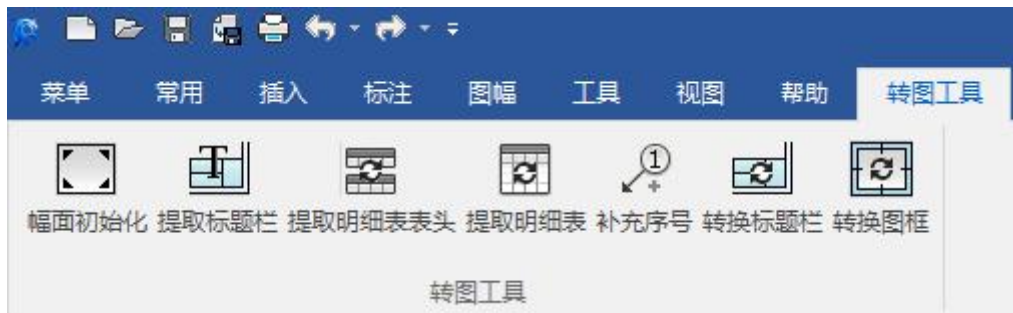 菜单 常用 插入 标注 图幅 工具 视图 帮助 转图工具
T 1
幅面初始化 提取标题栏 提取明细表表头 提取明细表 补充序号 转换标题栏 转换图框
转图工具